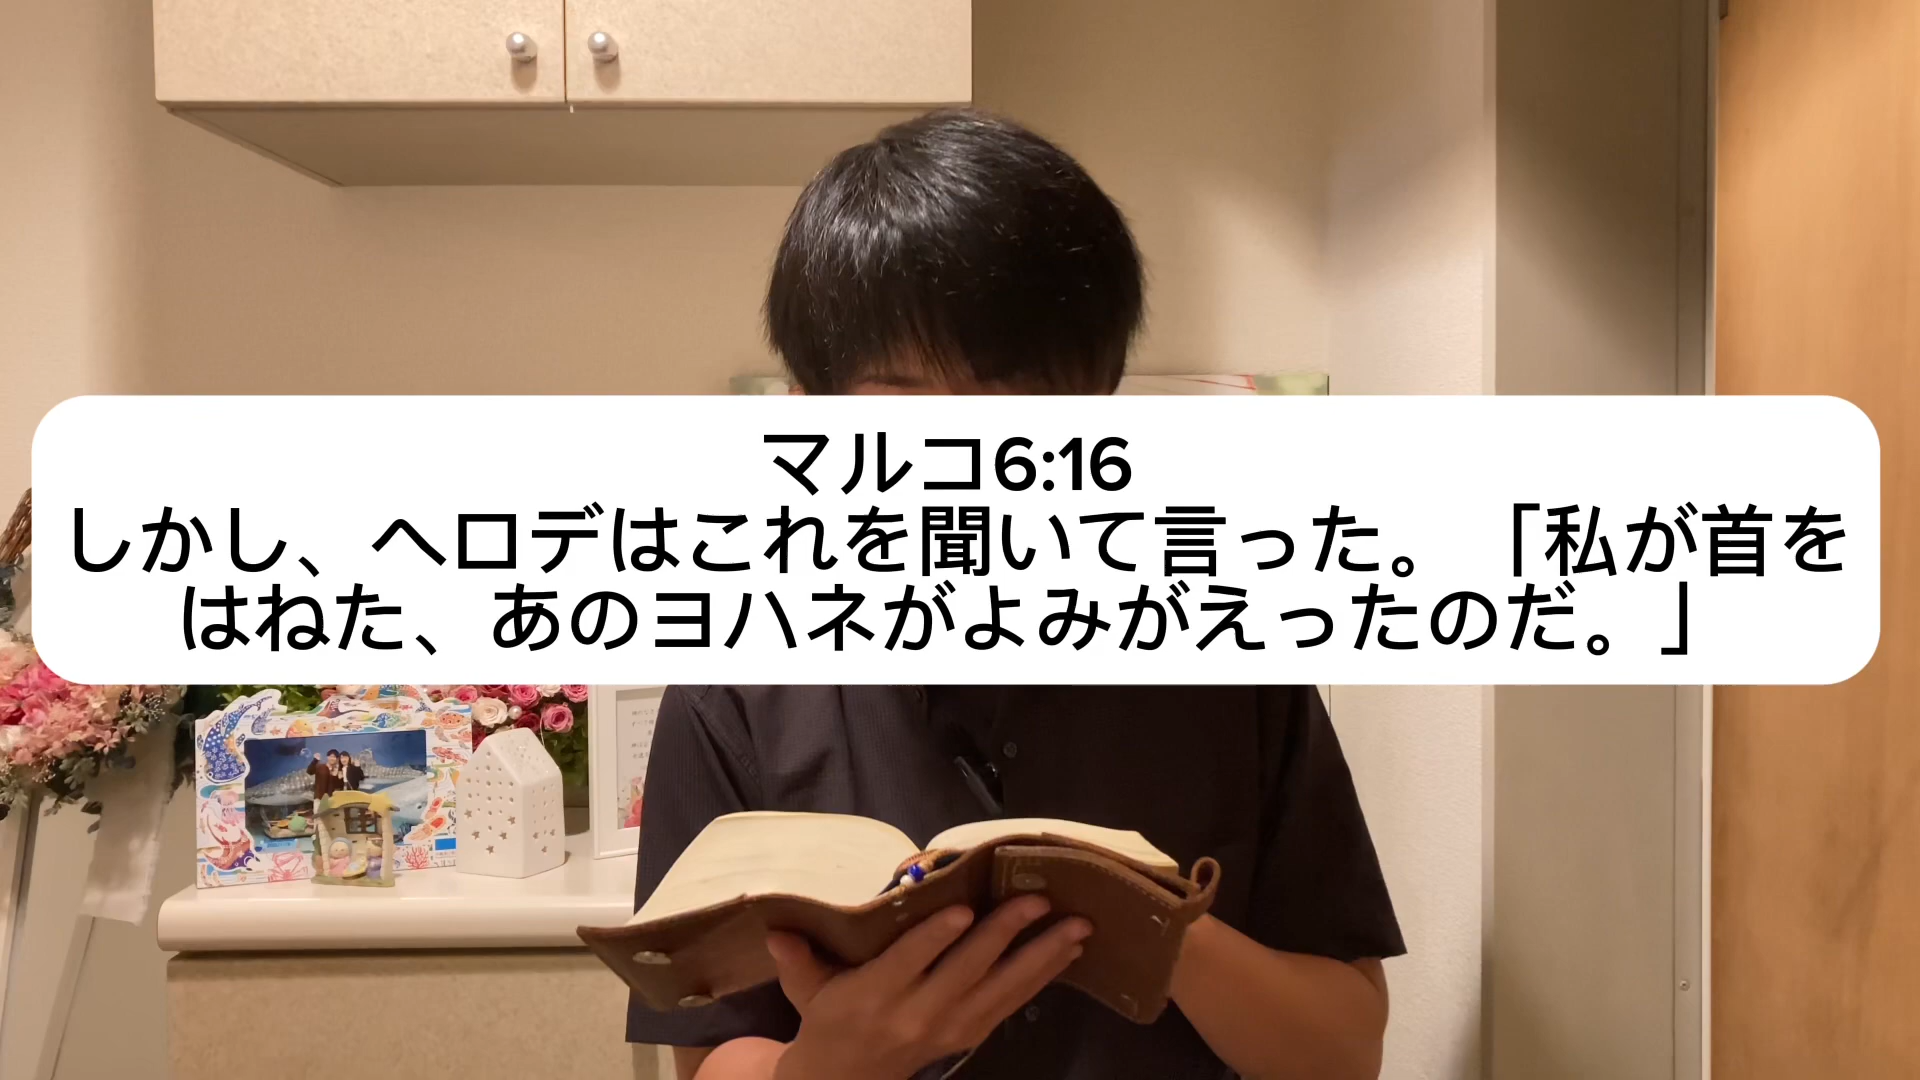 マルコ6:16
しかし、ヘロデはこれを聞いて言った。「私が首を
はねた、あのヨハネがよみがえったのだ。」